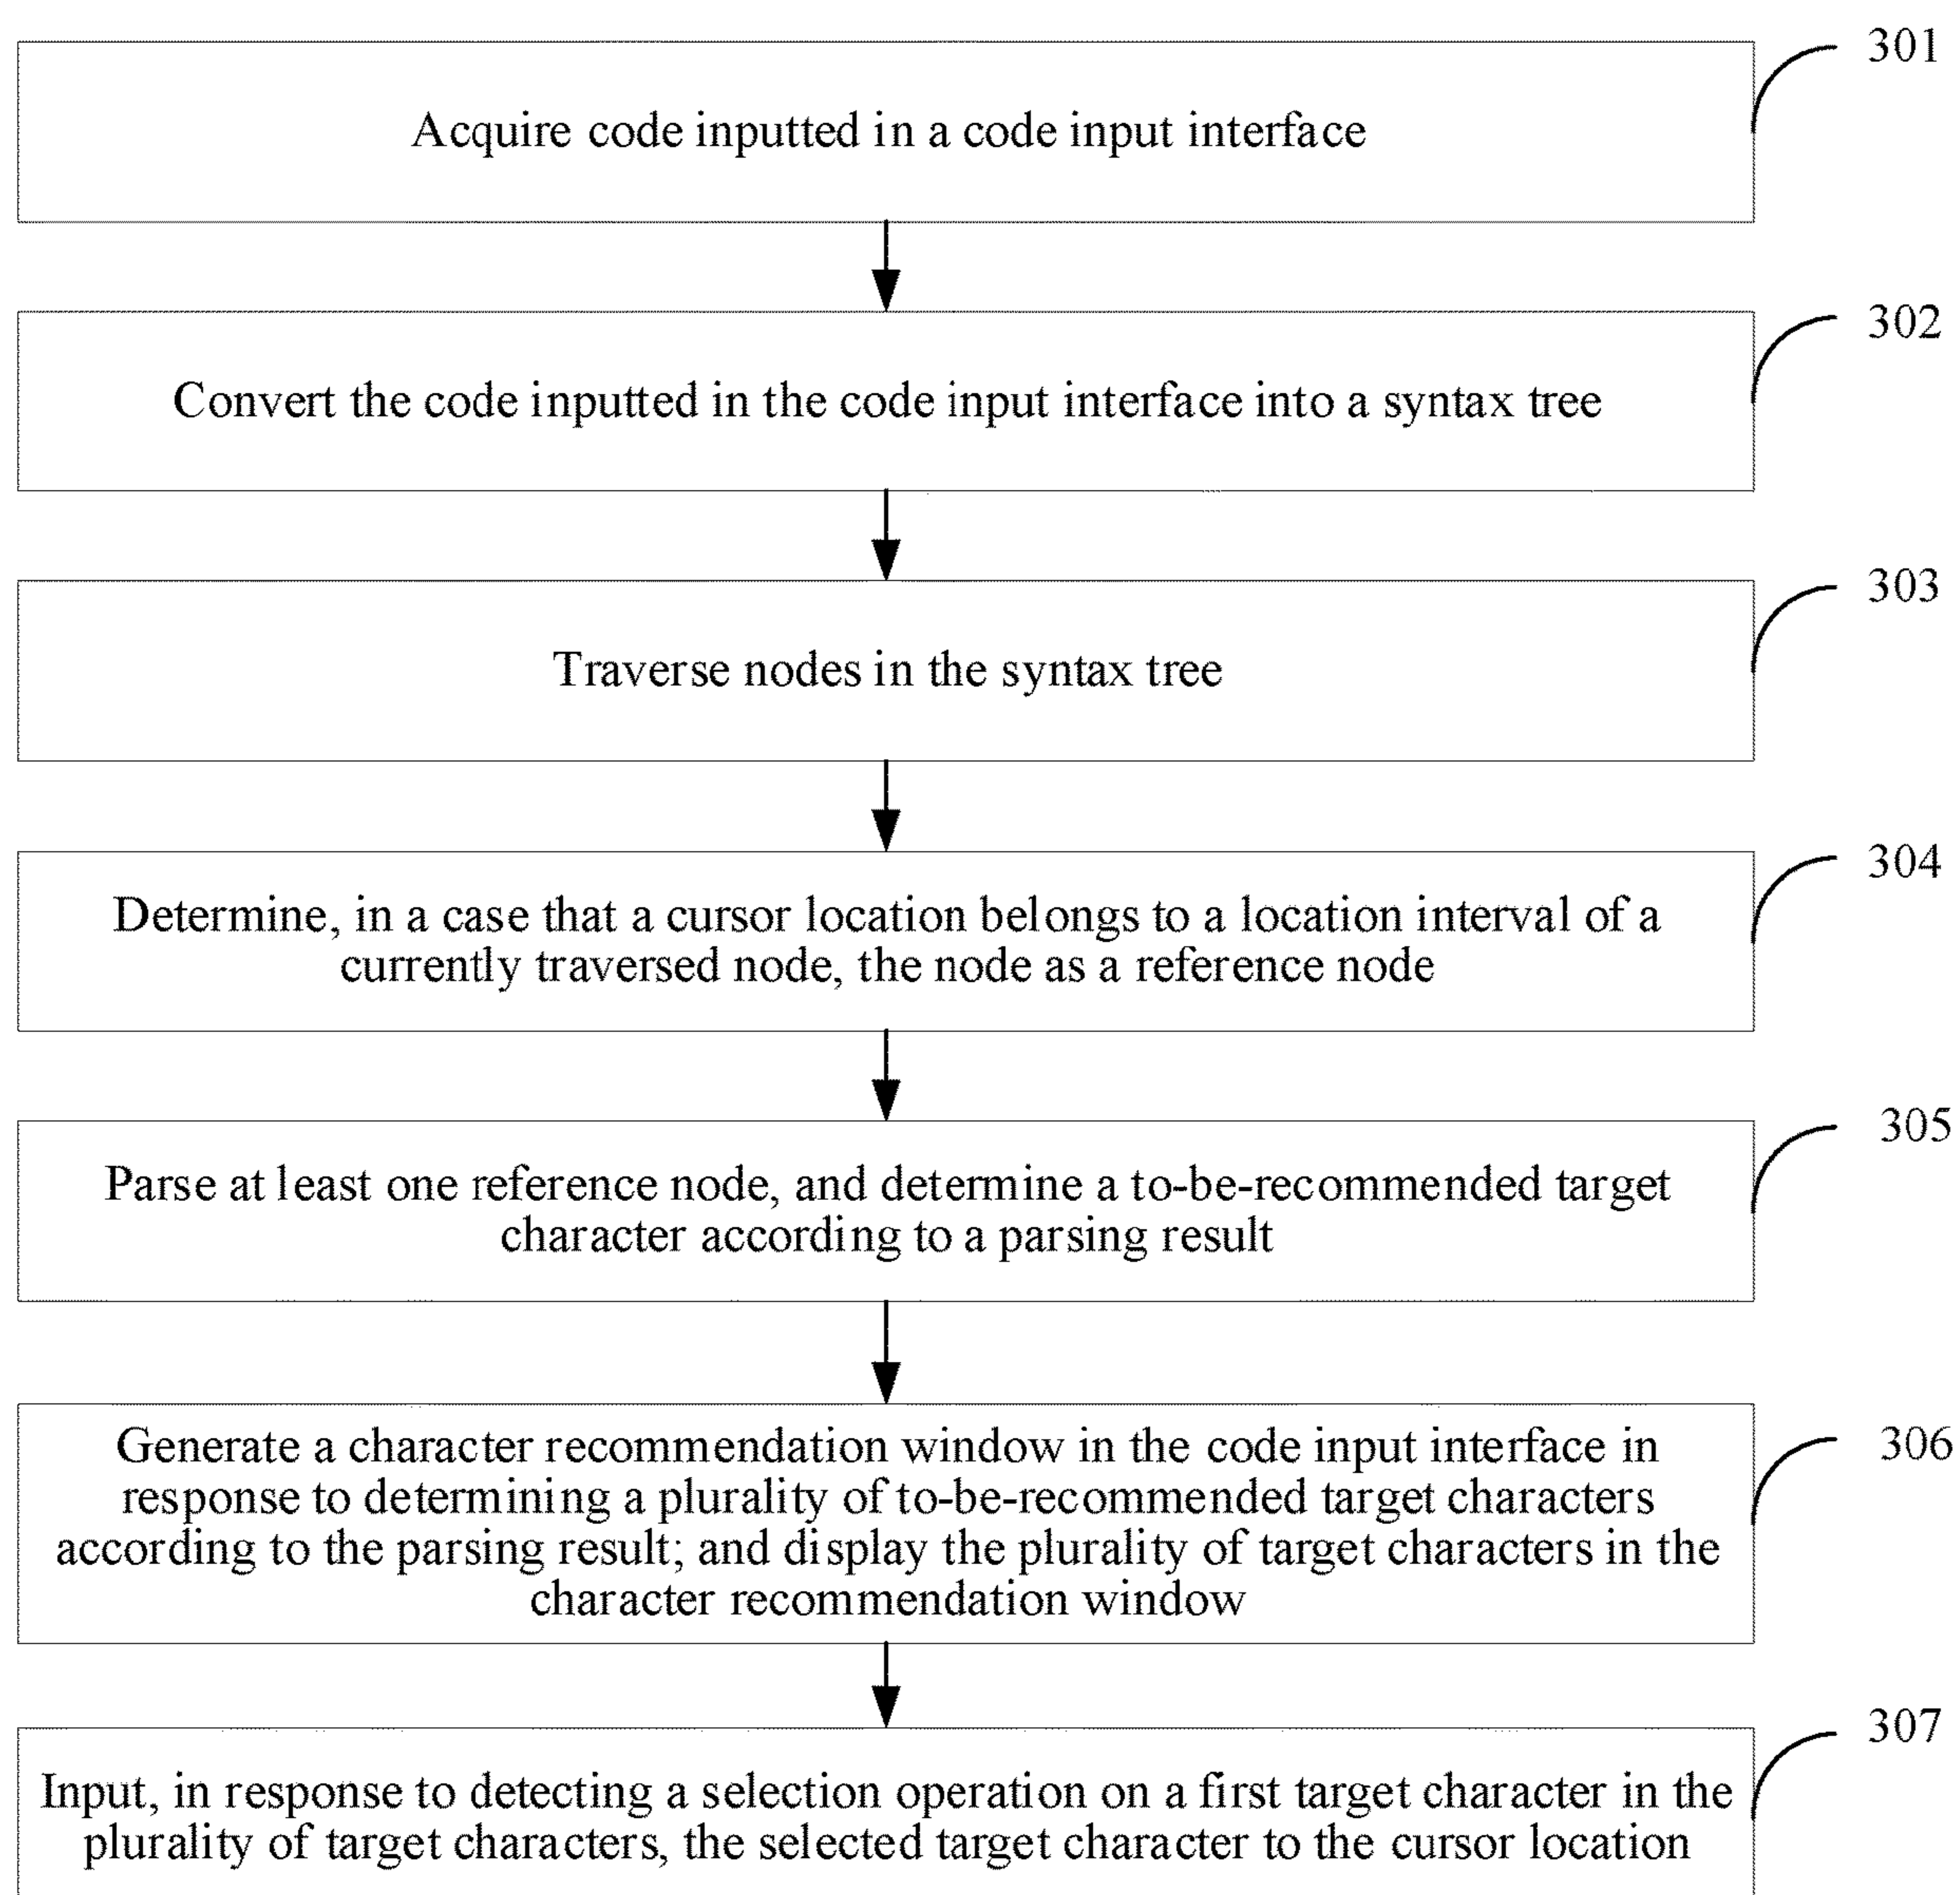 301
Acquire code inputted in a code input interface
302
Convert the code inputted in the code input interface into a syntax tree
303
Traverse nodes in the syntax tree
304
Determine, in a case that a cursor location belongs to a location interval of a
currently traversed node, the node as a reference node
305
Parse at least one reference node, and determine a to-be-recommended target
character according to a parsing result
306
Generate a character recommendation window in the code input interface in
response to determining a plurality of to-be-recommended target characters
according to the parsing result; and display the plurality of target characters in the
character recommendation window
307
Input, in response to detecting a selection operation on a first target character in the
plurality of target characters, the selected target character to the cursor location